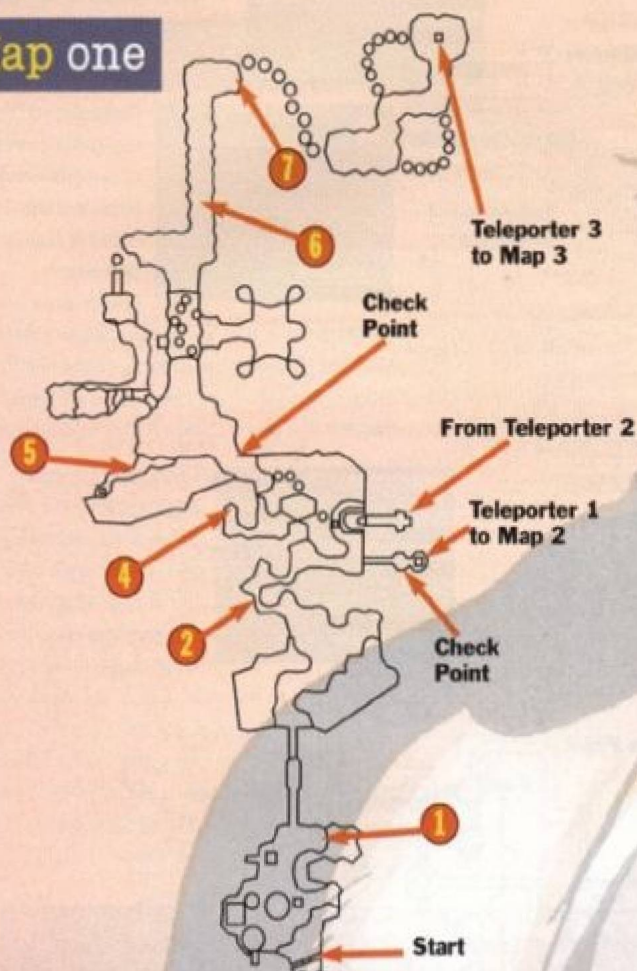 Map one
7
6
Teleporter 3
to Map 3
Check
Point
From Teleporter 2
5
Teleporter 1
to Map 2
4
2
Check
Point
1
Start